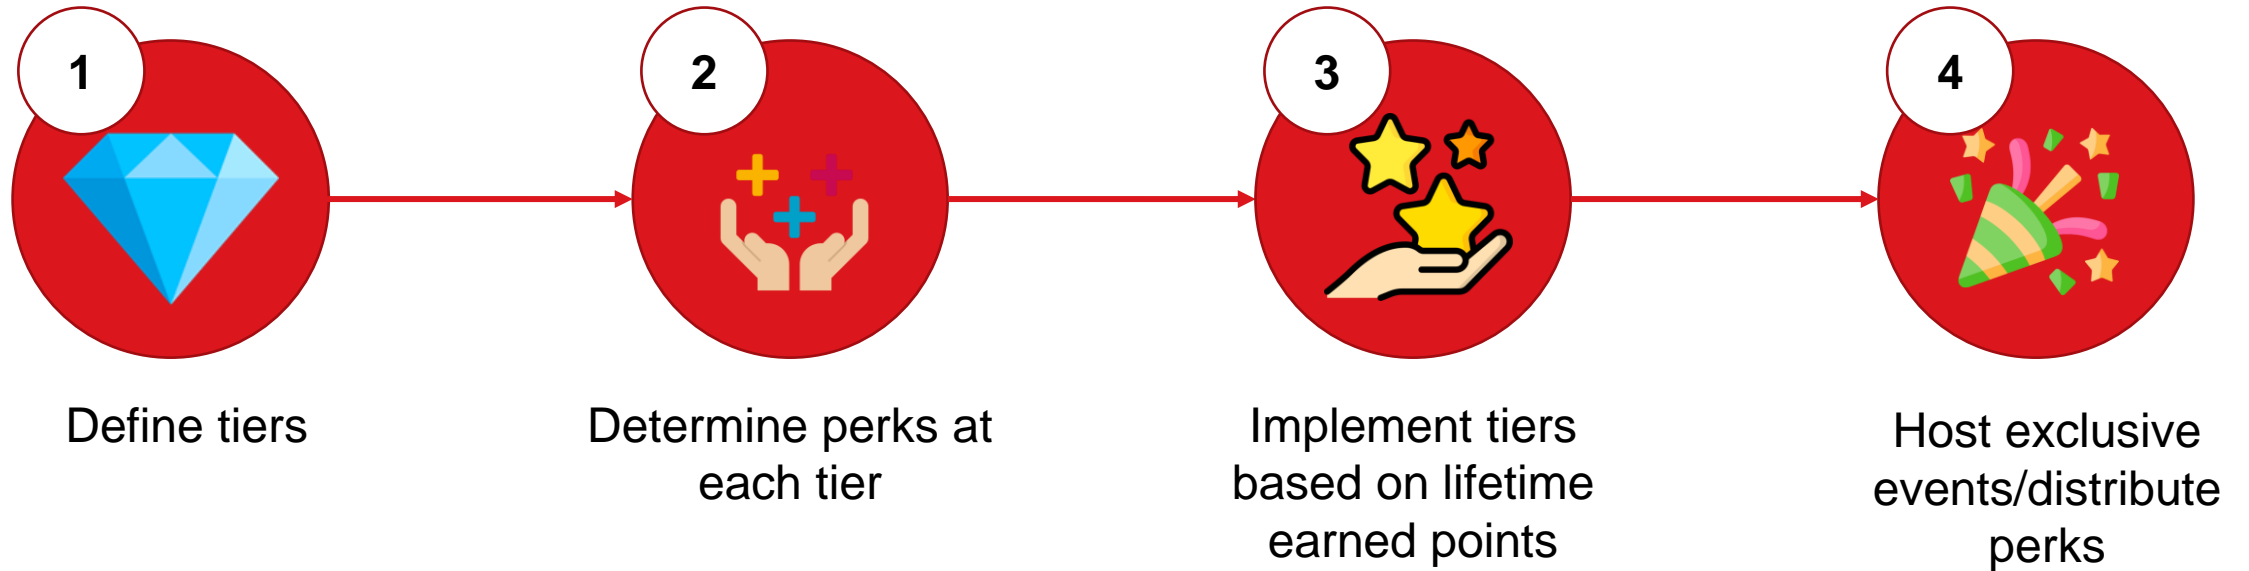 1
Define tiers
2
Determine perks at
each tier
3
Implement tiers
based on lifetime
earned points
4
Host exclusive
events/distribute
perks